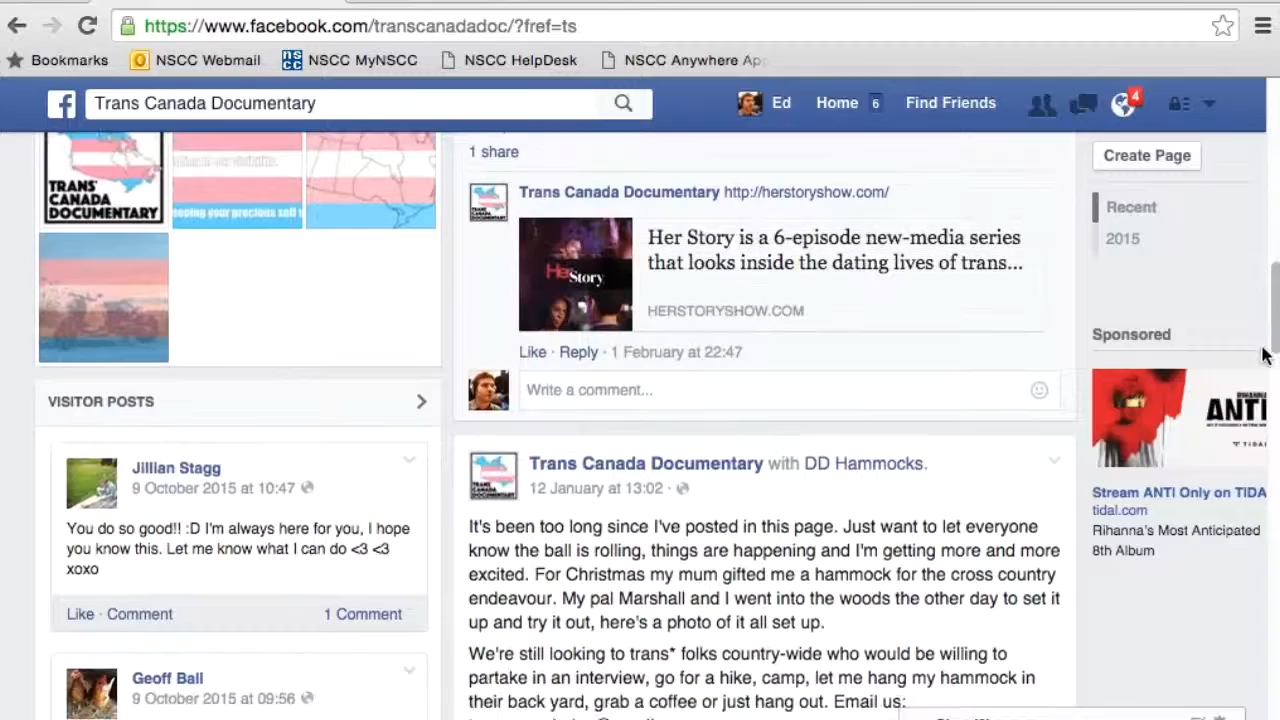 https://www.facebook.com/transcanadadoc/?fref=ts
Bookmarks
NSCC Webmail
nscc
NSCC MyNSCC
NSCC HelpDesk
NSCC Anywhere Ap
f
Trans Canada Documentary
Ed
Home 6
Find Friends
4
TRANS*
CANADA
DOCUMENTARY
1 share
Trans Canada Documentary http://herstoryshow.com/
Her Story
Her Story is a 6-episode new-media series
that looks inside the dating lives of trans...
HERSTORYSHOW.COM
Like · Reply · 1 February at 22:47
Write a comment...
VISITOR POSTS
Jillian Stagg
9 October 2015 at 10:47
You do so good!! :D I'm always here for you, I hope
you know this. Let me know what I can do <3 <3
xoxo
Like · Comment
1 Comment
Geoff Ball
9 October 2015 at 09:56
Trans Canada Documentary with DD Hammocks.
12 January at 13:02 ·
It's been too long since I've posted in this page. Just want to let everyone
know the ball is rolling, things are happening and I'm getting more and more
excited. For Christmas my mum gifted me a hammock for the cross country
endeavour. My pal Marshall and I went into the woods the other day to set it
up and try it out, here's a photo of it all set up.
We're still looking to trans* folks country-wide who would be willing to
partake in an interview, go for a hike, camp, let me hang my hammock in
their back yard, grab a coffee or just hang out. Email us:
Create Page
Recent
2015
Sponsored
ANTI
TIDAL
Stream ANTI Only on TIDA
tidal.com
Rihanna's Most Anticipated
8th Album